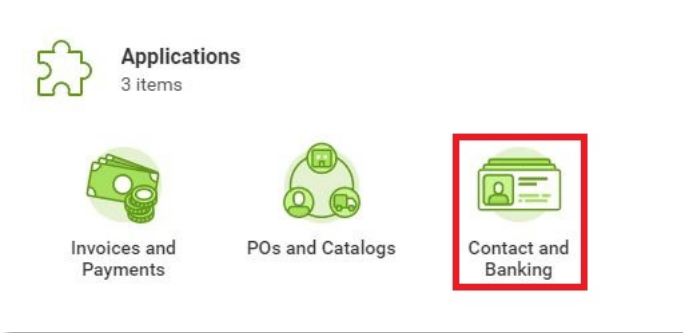 Applications
3 items
Invoices and
Payments
POs and Catalogs
Contact and
Banking